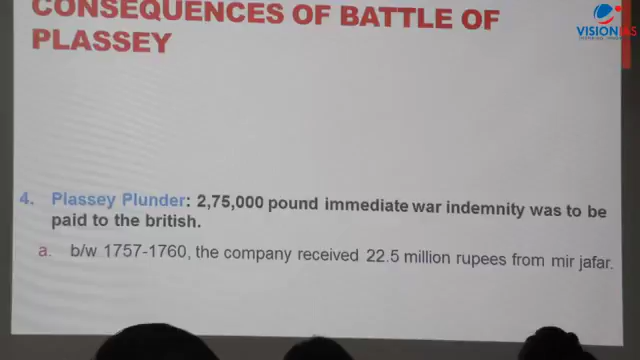 CONSEQUENCES OF BATTLE OF
PLASSEY
VISION IAS
4. Plassey Plunder: 2,75,000 pound immediate war indemnity was to be
paid to the british.
a. b/w 1757-1760, the company received 22.5 million rupees from mir jafar.